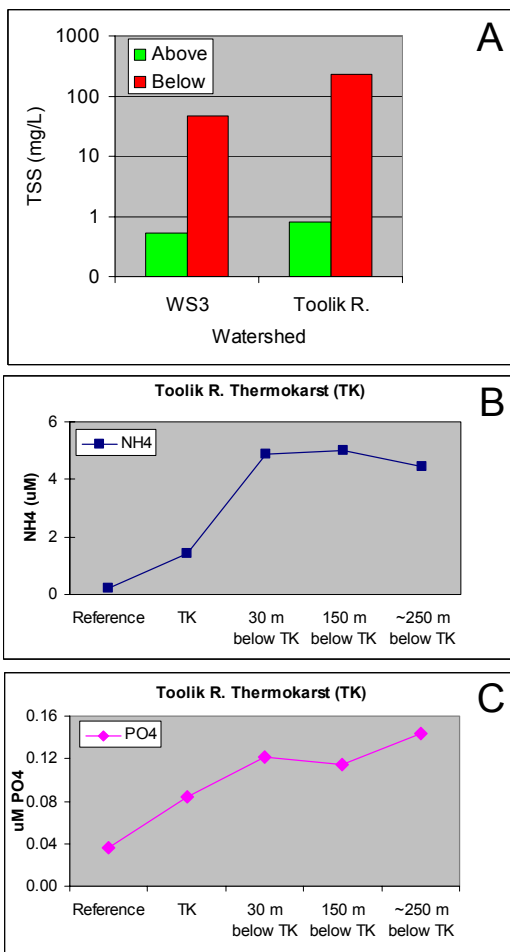 A
Above
Below
1000
100
10
1
0
TSS (mg/L)
WS3 Toolik R.
Watershed
Toolik R. Thermokarst (TK)
B
NH4
6
4
2
0
NH4 (uM)
Reference TK 30 m 150 m ~250 m
below TK below TK below TK
Toolik R. Thermokarst (TK)
C
PO4
0.16
0.12
0.08
0.04
0.00
uM PO4
Reference TK 30 m 150 m ~250 m
below TK below TK below TK